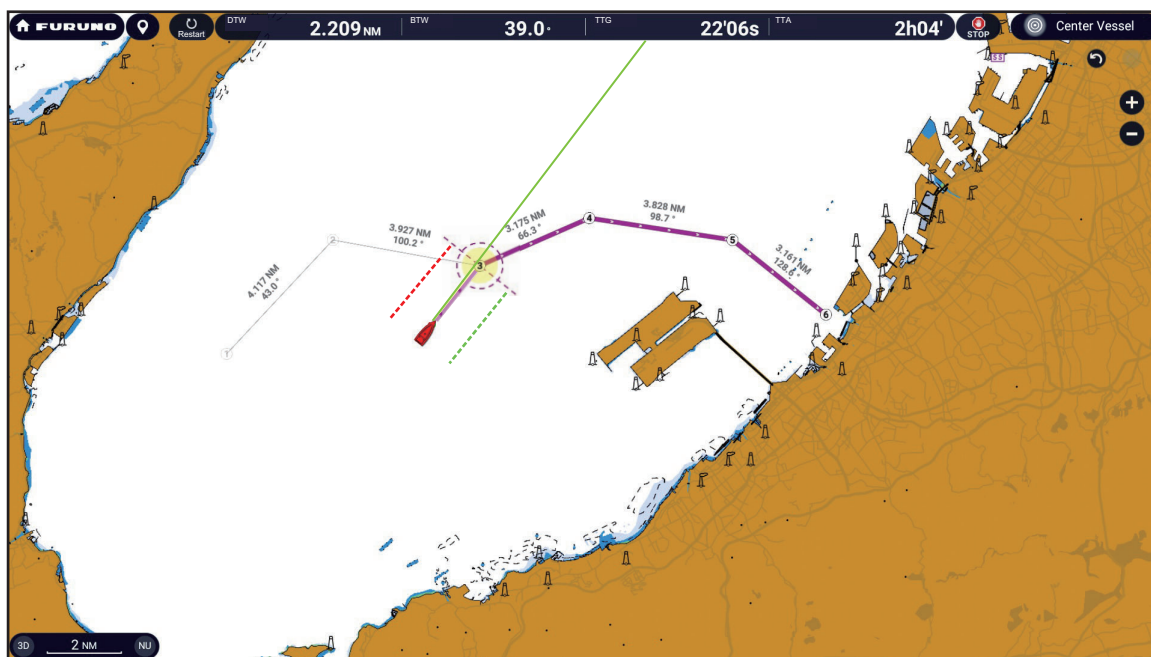 FURUNO
Restart
DTW
2.209 NM
BTW
39.0°
TTG
22'06s
TTA
2h04'
STOP
Center Vessel
SS
+
−
3.927 NM
100.2 °
4.117 NM
43.0 °
3.175 NM
66.3 °
3.828 NM
98.7 °
3.161 NM
128.6 °
1
2
3
4
5
6
3D
2 NM
NU